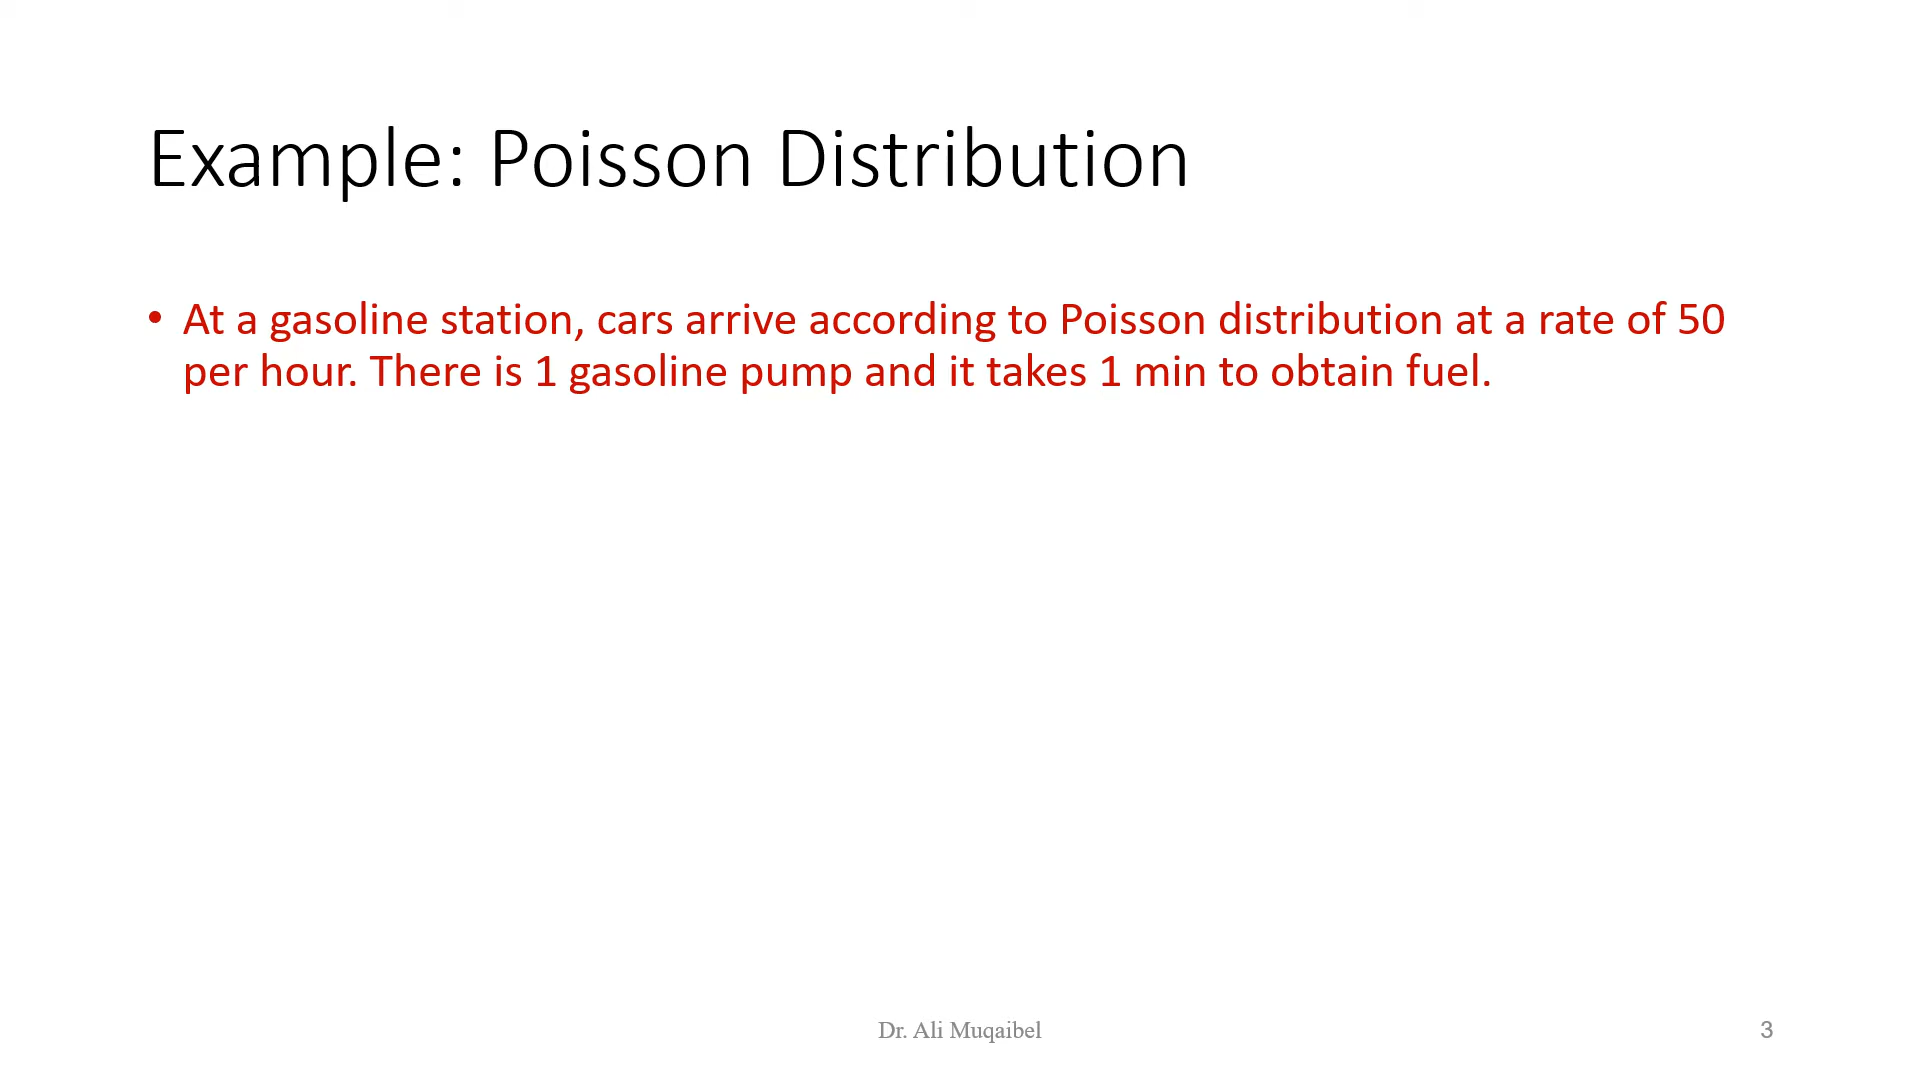 Example: Poisson Distribution
• At a gasoline station, cars arrive according to Poisson distribution at a rate of 50
per hour. There is 1 gasoline pump and it takes 1 min to obtain fuel.
Dr. Ali Muqaibel
3